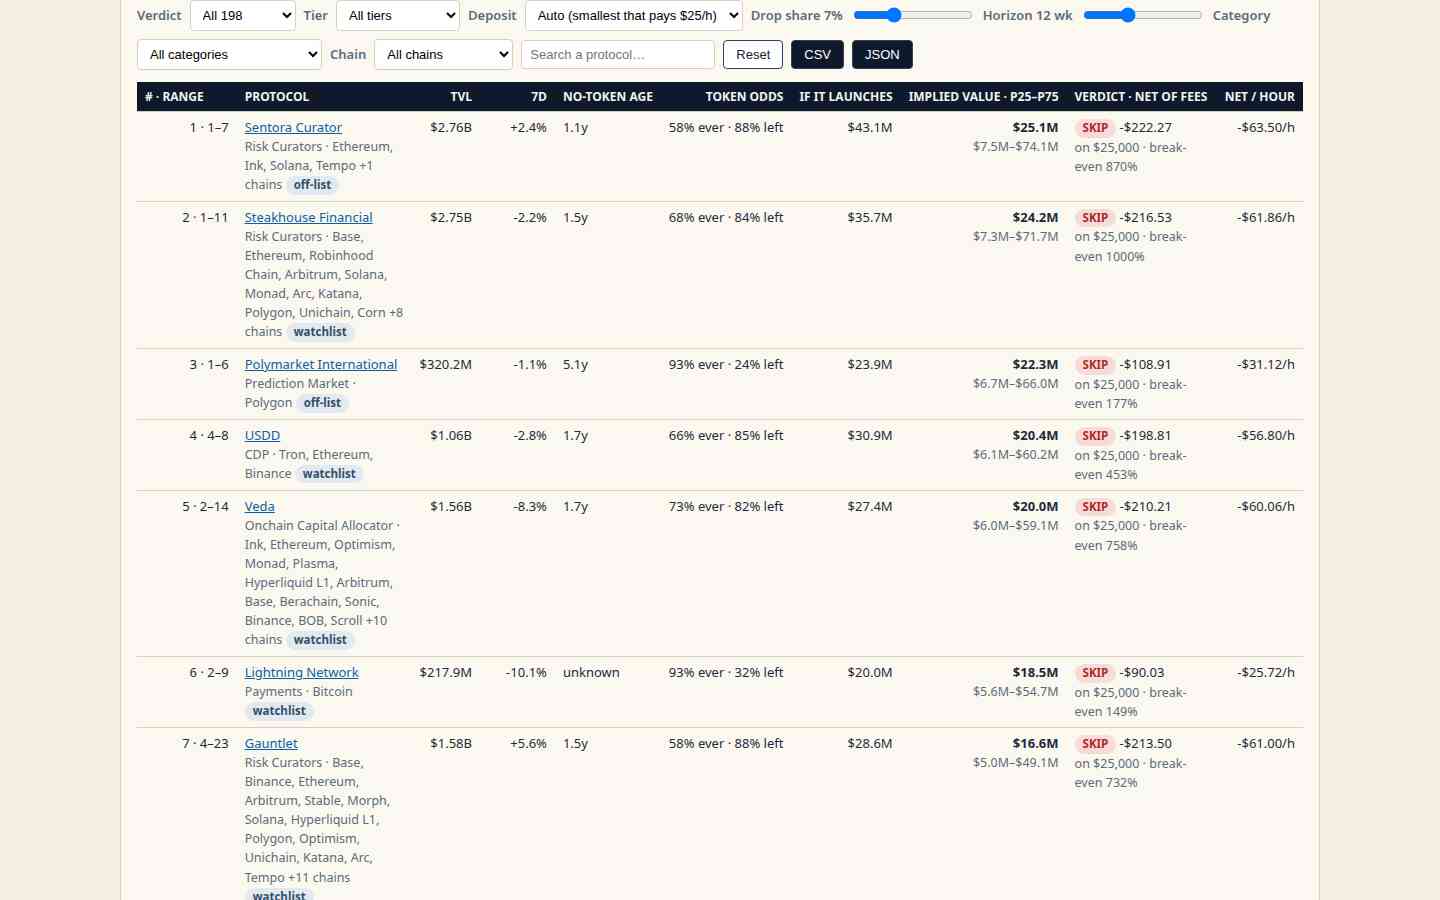 Verdict All 198 Tier All tiers Deposit Auto (smallest that pays $25/h) Drop share 7% Horizon 12 wk Category
All categories Chain All chains Search a protocol… Reset CSV JSON
# · RANGE PROTOCOL TVL 7D NO-TOKEN AGE TOKEN ODDS IF IT LAUNCHES IMPLIED VALUE · P25–P75 VERDICT · NET OF FEES NET / HOUR
1 · 1–7 Sentora Curator $2.76B +2.4% 1.1y 58% ever · 88% left $43.1M $25.1M SKIP -$222.27 -$63.50/h
Risk Curators · Ethereum, $7.5M–$74.1M on $25,000 · break-
Ink, Solana, Tempo +1 even 870%
chains off-list
2 · 1–11 Steakhouse Financial $2.75B -2.2% 1.5y 68% ever · 84% left $35.7M $24.2M SKIP -$216.53 -$61.86/h
Risk Curators · Base, $7.3M–$71.7M on $25,000 · break-
Ethereum, Robinhood even 1000%
Chain, Arbitrum, Solana,
Monad, Arc, Katana,
Polygon, Unichain, Corn +8
chains watchlist
3 · 1–6 Polymarket International $320.2M -1.1% 5.1y 93% ever · 24% left $23.9M $22.3M SKIP -$108.91 -$31.12/h
Prediction Market · $6.7M–$66.0M on $25,000 · break-
Polygon off-list even 177%
4 · 4–8 USDD $1.06B -2.8% 1.7y 66% ever · 85% left $30.9M $20.4M SKIP -$198.81 -$56.80/h
CDP · Tron, Ethereum, $6.1M–$60.2M on $25,000 · break-
Binance watchlist even 453%
5 · 2–14 Veda $1.56B -8.3% 1.7y 73% ever · 82% left $27.4M $20.0M SKIP -$210.21 -$60.06/h
Onchain Capital Allocator · $6.0M–$59.1M on $25,000 · break-
Ink, Ethereum, Optimism, even 758%
Monad, Plasma,
Hyperliquid L1, Arbitrum,
Base, Berachain, Sonic,
Binance, BOB, Scroll +10
chains watchlist
6 · 2–9 Lightning Network $217.9M -10.1% unknown 93% ever · 32% left $20.0M $18.5M SKIP -$90.03 -$25.72/h
Payments · Bitcoin $5.6M–$54.7M on $25,000 · break-
watchlist even 149%
7 · 4–23 Gauntlet $1.58B +5.6% 1.5y 58% ever · 88% left $28.6M $16.6M SKIP -$213.50 -$61.00/h
Risk Curators · Base, $5.0M–$49.1M on $25,000 · break-
Binance, Ethereum, even 732%
Arbitrum, Stable, Morph,
Solana, Hyperliquid L1,
Polygon, Optimism,
Unichain, Katana, Arc,
Tempo +11 chains
watchlist